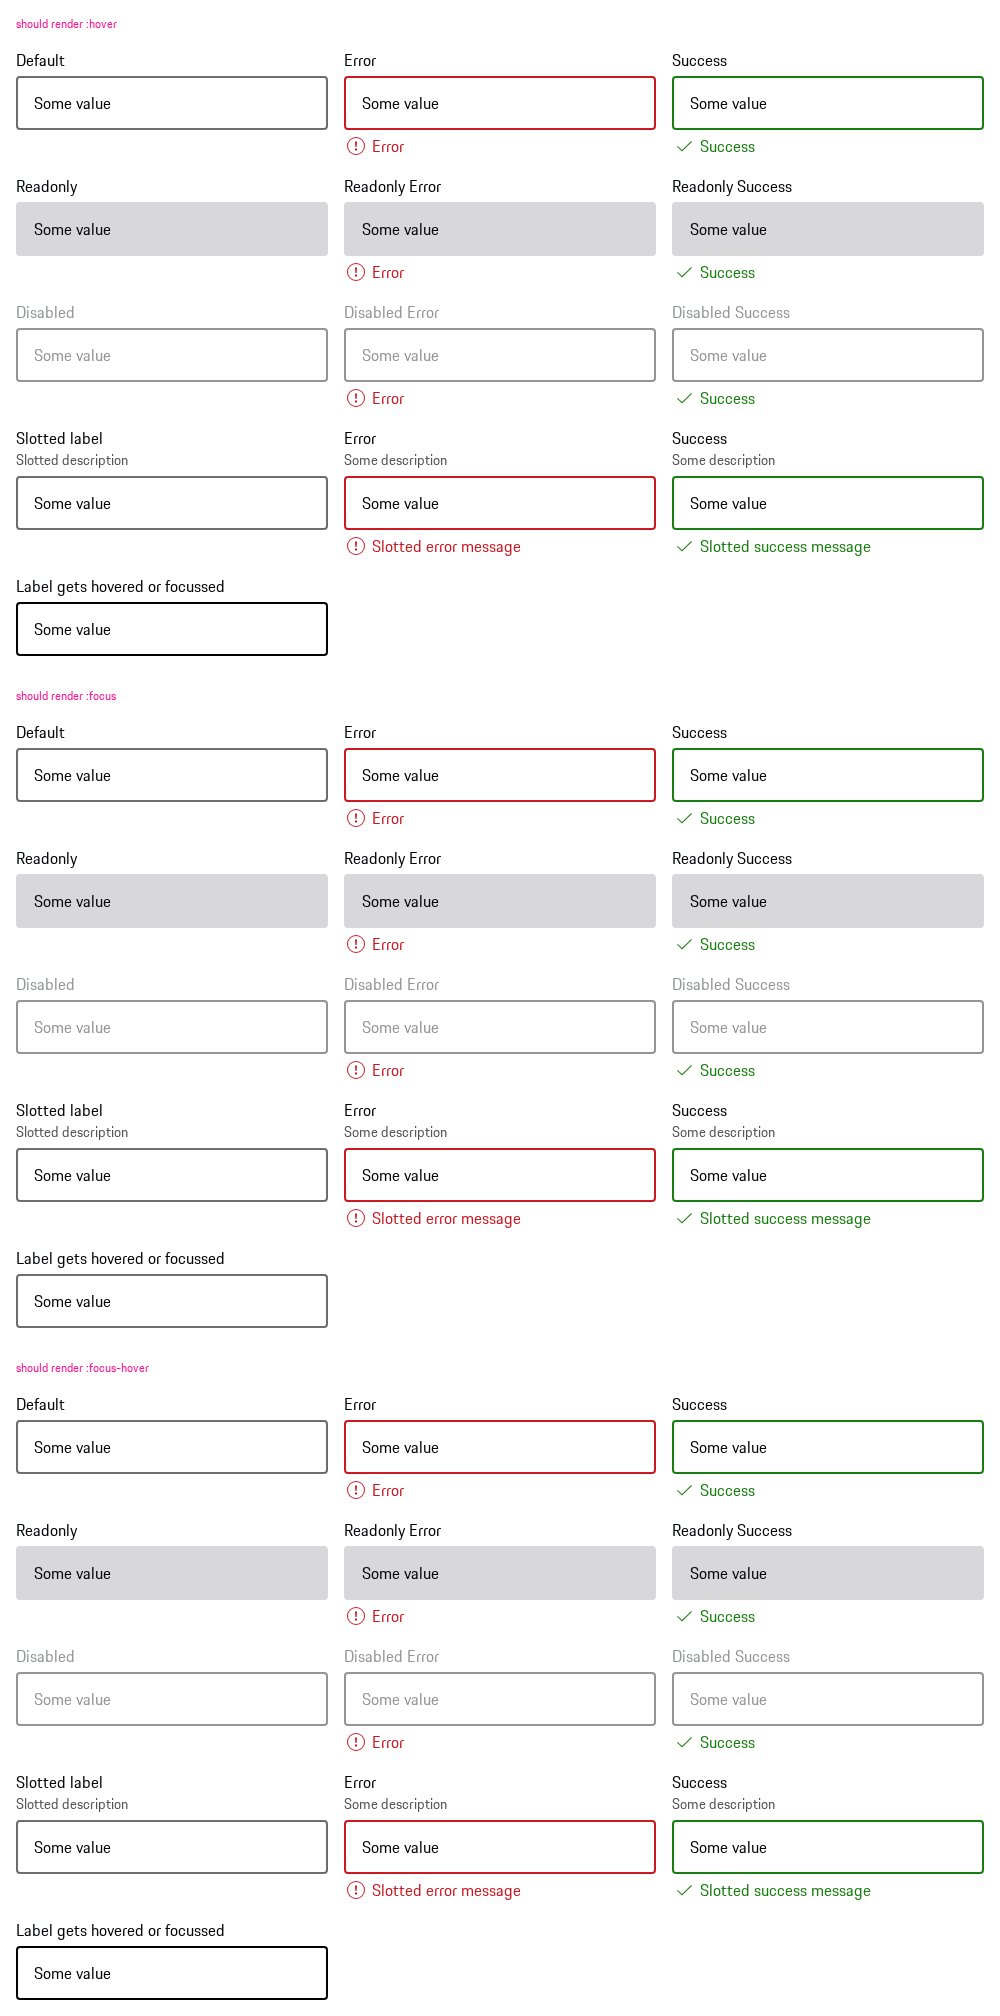 should render :hover
Default Error Success
Some value Some value Some value
Error Success
Readonly Readonly Error Readonly Success
Some value Some value Some value
Error Success
Disabled Disabled Error Disabled Success
Some value Some value Some value
Error Success
Slotted label Error Success
Slotted description Some description Some description
Some value Some value Some value
Slotted error message Slotted success message
Label gets hovered or focussed
Some value
should render :focus
Default Error Success
Some value Some value Some value
Error Success
Readonly Readonly Error Readonly Success
Some value Some value Some value
Error Success
Disabled Disabled Error Disabled Success
Some value Some value Some value
Error Success
Slotted label Error Success
Slotted description Some description Some description
Some value Some value Some value
Slotted error message Slotted success message
Label gets hovered or focussed
Some value
should render :focus-hover
Default Error Success
Some value Some value Some value
Error Success
Readonly Readonly Error Readonly Success
Some value Some value Some value
Error Success
Disabled Disabled Error Disabled Success
Some value Some value Some value
Error Success
Slotted label Error Success
Slotted description Some description Some description
Some value Some value Some value
Slotted error message Slotted success message
Label gets hovered or focussed
Some value